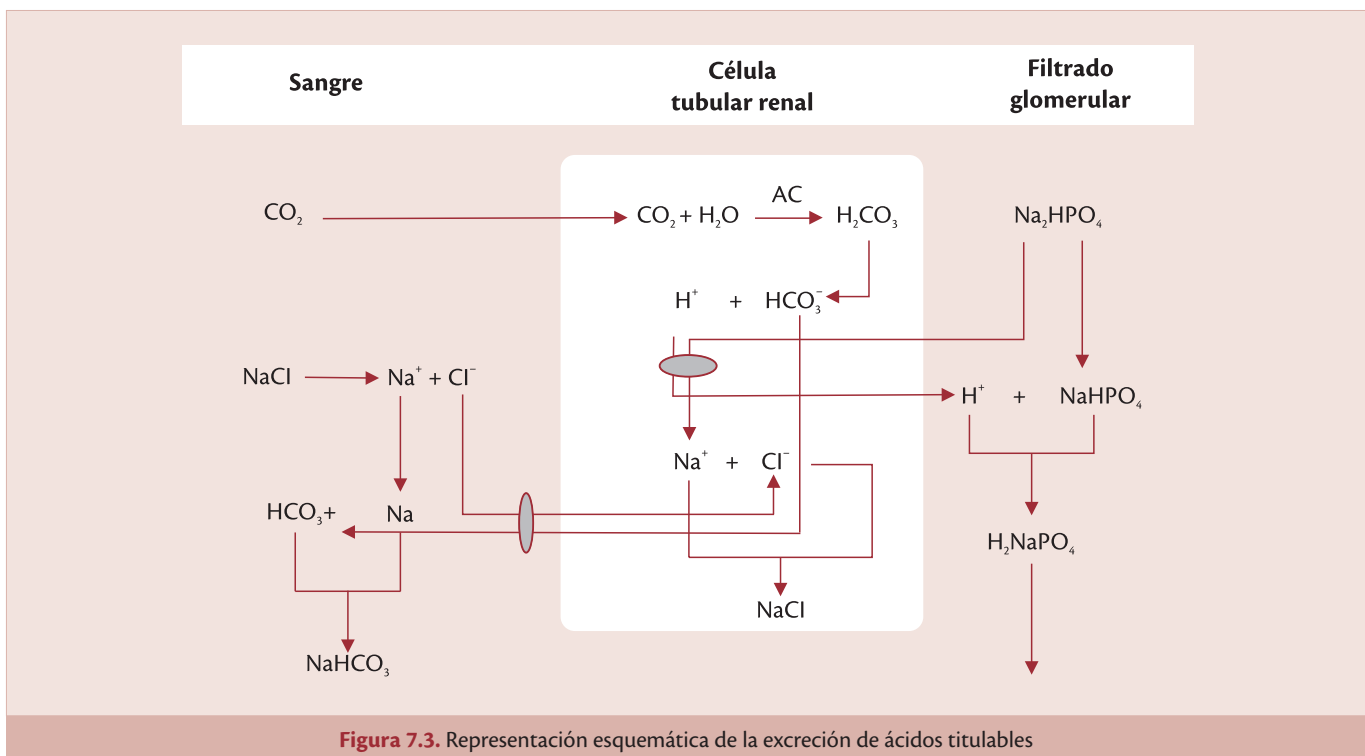 Sangre
Célula
tubular renal
Filtrado
glomerular
CO₂
CO₂ + H₂O
AC
H₂CO₃
Na₂HPO₄
H⁺ + HCO₃⁻
NaCl
Na⁺ + Cl⁻
H⁺ + NaHPO₄
Na⁺ + Cl⁻
HCO₃+ Na
H₂NaPO₄
NaCl
NaHCO₃
Figura 7.3. Representación esquemática de la excreción de ácidos titulables